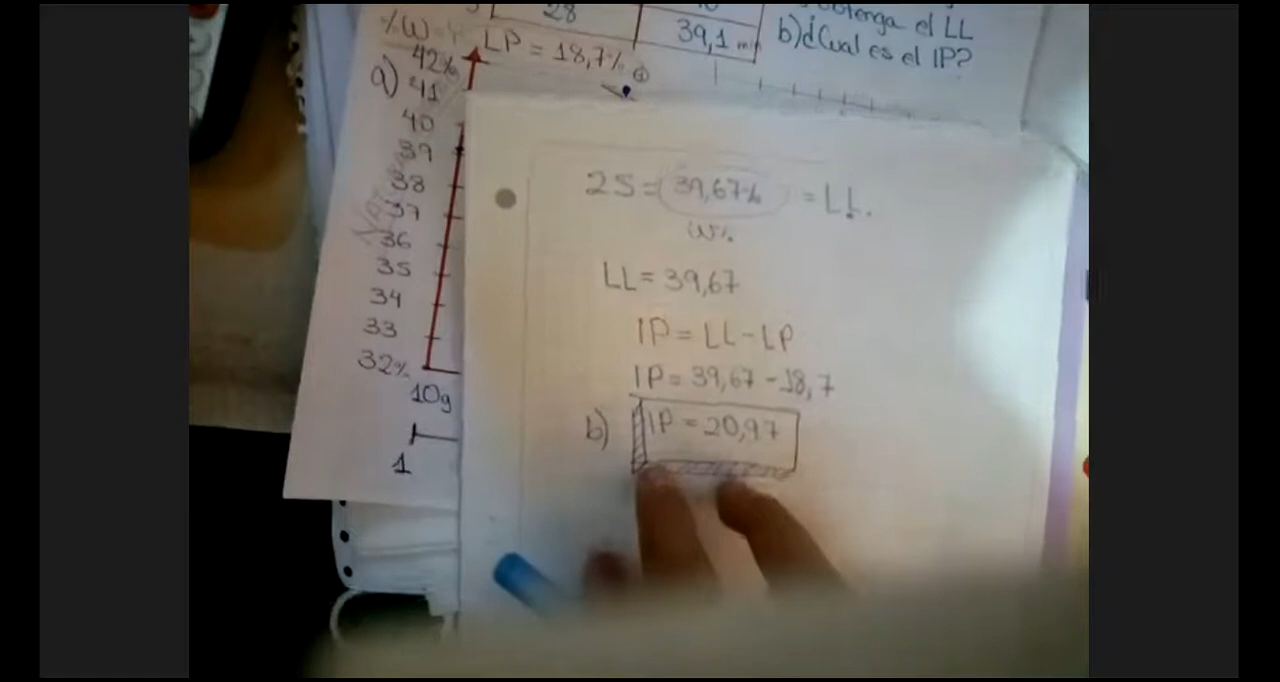 28
39,1 min
obtenga el LL
b)¿Cual es el IP?
% W
LP = 18,7%
a)
42%
41
40
39
38
37
36
35
34
33
32%
10g
1
25 = 39,67% = LL.
W%
LL = 39,67
IP = LL - LP
IP = 39,67 - 18,7
b) IP = 20,97